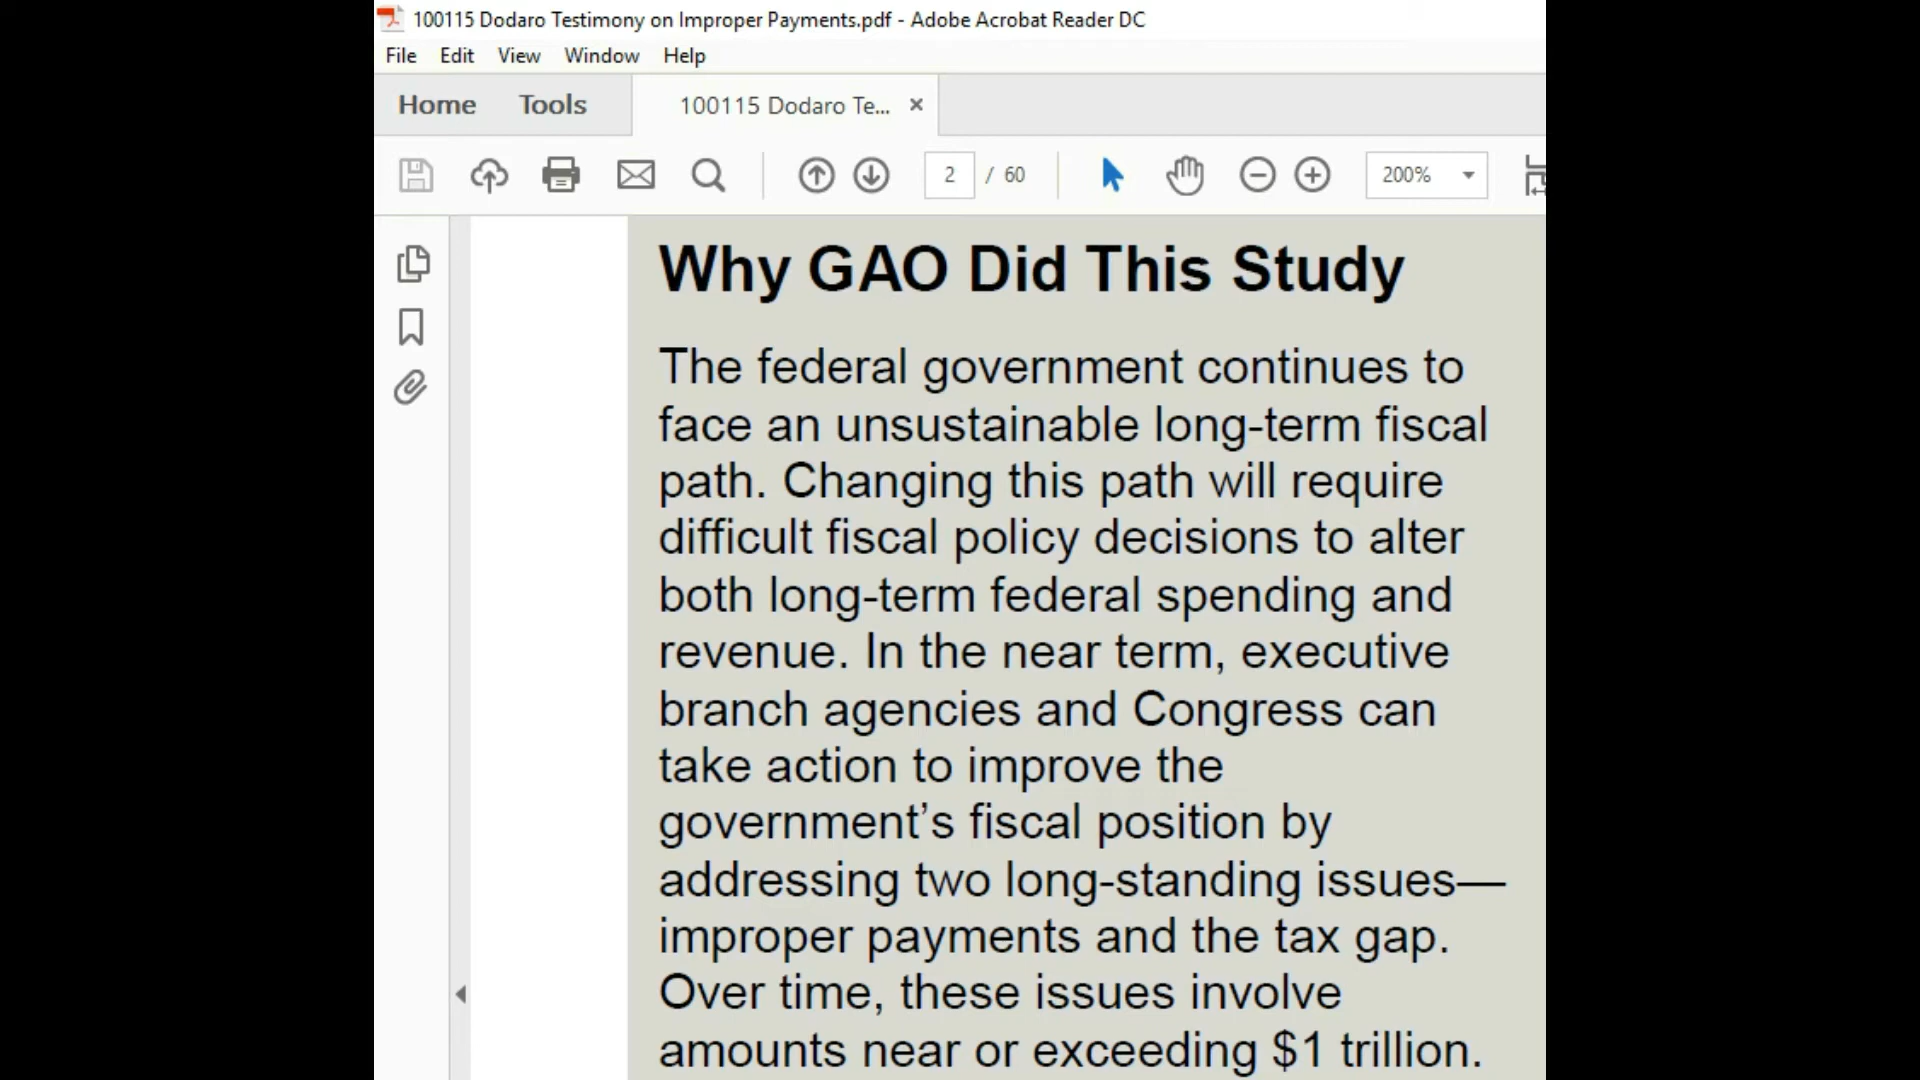 100115 Dodaro Testimony on Improper Payments.pdf - Adobe Acrobat Reader DC
File Edit View Window Help
Home Tools 100115 Dodaro Te... ×
2 / 60 200%
Why GAO Did This Study
The federal government continues to
face an unsustainable long-term fiscal
path. Changing this path will require
difficult fiscal policy decisions to alter
both long-term federal spending and
revenue. In the near term, executive
branch agencies and Congress can
take action to improve the
government’s fiscal position by
addressing two long-standing issues—
improper payments and the tax gap.
Over time, these issues involve
amounts near or exceeding $1 trillion.